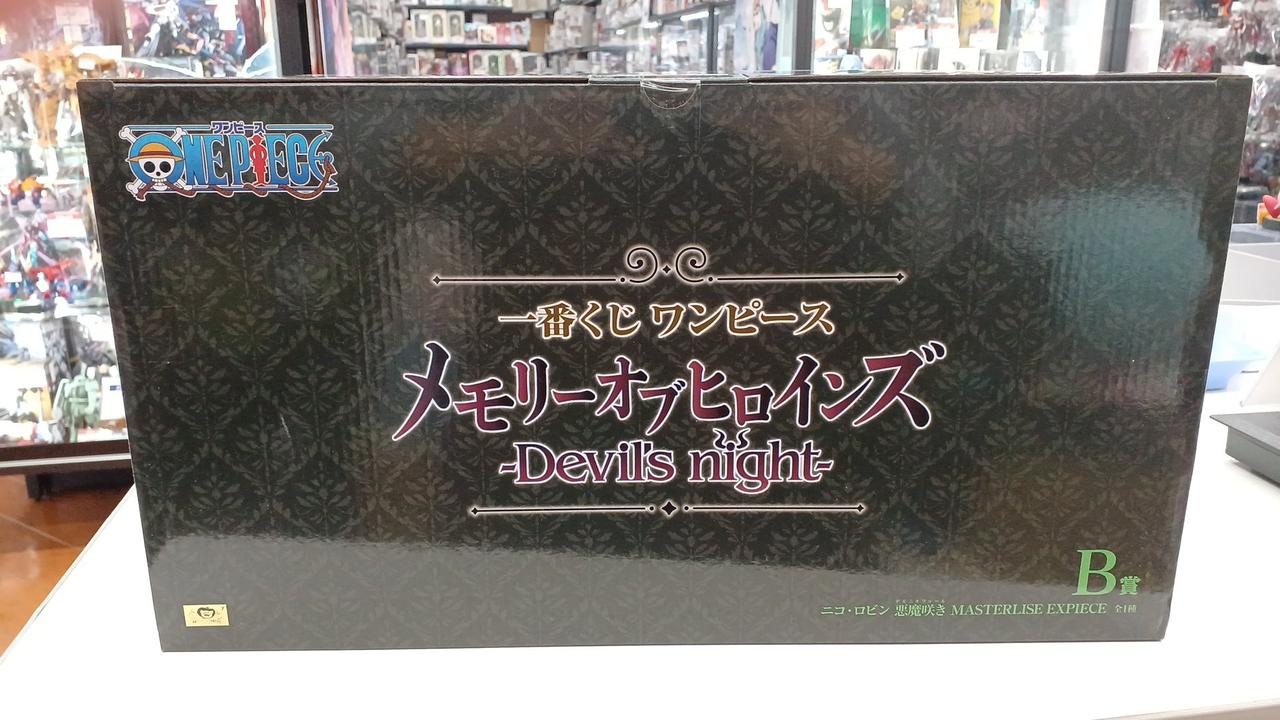 ワンピース
ONE PIECE
一番くじ ワンピース
メモリーオブヒロインズ
-Devil's night-
B賞
ニコ・ロビン 悪魔咲き MASTERLISE EXPIECE 全1種